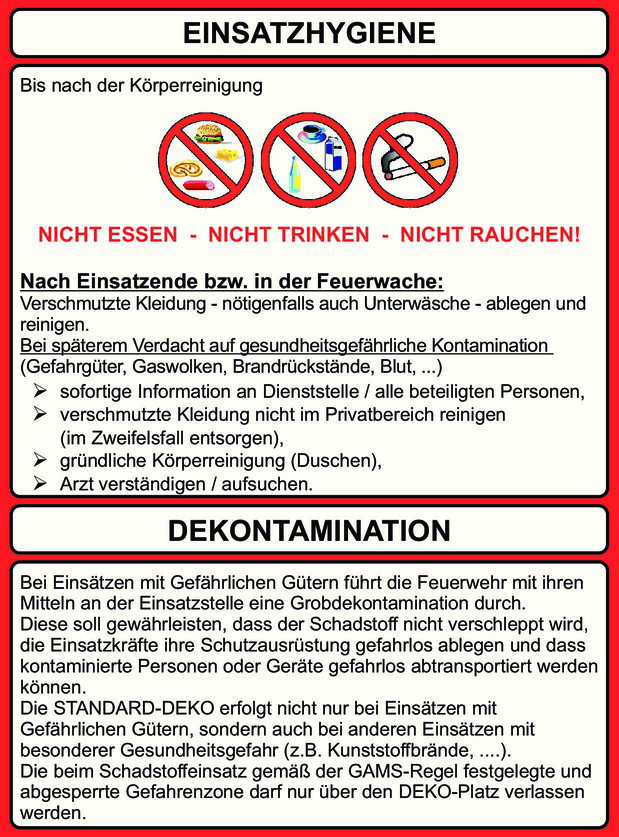 EINSATZHYGIENE
Bis nach der Körperreinigung
NICHT ESSEN - NICHT TRINKEN - NICHT RAUCHEN!
Nach Einsatzende bzw. in der Feuerwache:
Verschmutzte Kleidung - nötigenfalls auch Unterwäsche - ablegen und
reinigen.
Bei späterem Verdacht auf gesundheitsgefährliche Kontamination
(Gefahrgüter, Gaswolken, Brandrückstände, Blut, ...)
➢ sofortige Information an Dienststelle / alle beteiligten Personen,
➢ verschmutzte Kleidung nicht im Privatbereich reinigen
(im Zweifelsfall entsorgen),
➢ gründliche Körperreinigung (Duschen),
➢ Arzt verständigen / aufsuchen.
DEKONTAMINATION
Bei Einsätzen mit Gefährlichen Gütern führt die Feuerwehr mit ihren
Mitteln an der Einsatzstelle eine Grobdekontamination durch.
Diese soll gewährleisten, dass der Schadstoff nicht verschleppt wird,
die Einsatzkräfte ihre Schutzausrüstung gefahrlos ablegen und dass
kontaminierte Personen oder Geräte gefahrlos abtransportiert werden
können.
Die STANDARD-DEKO erfolgt nicht nur bei Einsätzen mit
Gefährlichen Gütern, sondern auch bei anderen Einsätzen mit
besonderer Gesundheitsgefahr (z.B. Kunststoffbrände, ....).
Die beim Schadstoffeinsatz gemäß der GAMS-Regel festgelegte und
abgesperrte Gefahrenzone darf nur über den DEKO-Platz verlassen
werden.